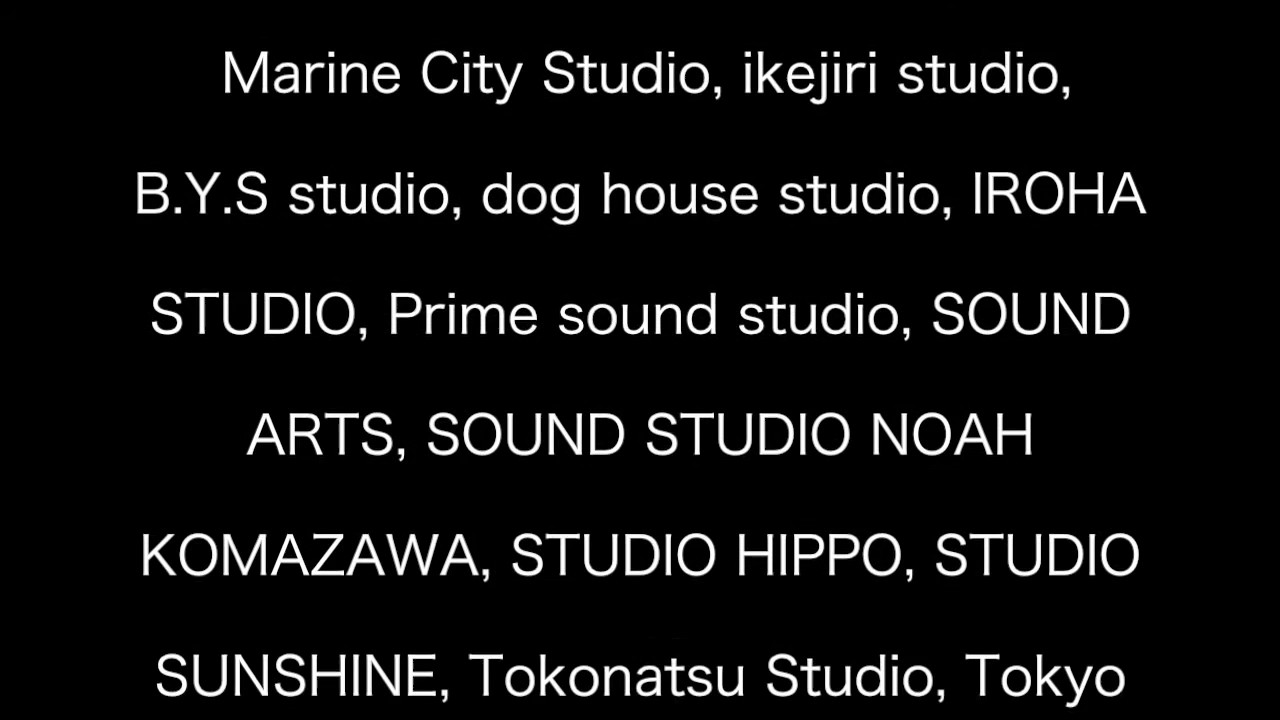 Marine City Studio, ikejiri studio,
B.Y.S studio, dog house studio, IROHA
STUDIO, Prime sound studio, SOUND
ARTS, SOUND STUDIO NOAH
KOMAZAWA, STUDIO HIPPO, STUDIO
SUNSHINE, Tokonatsu Studio, Tokyo